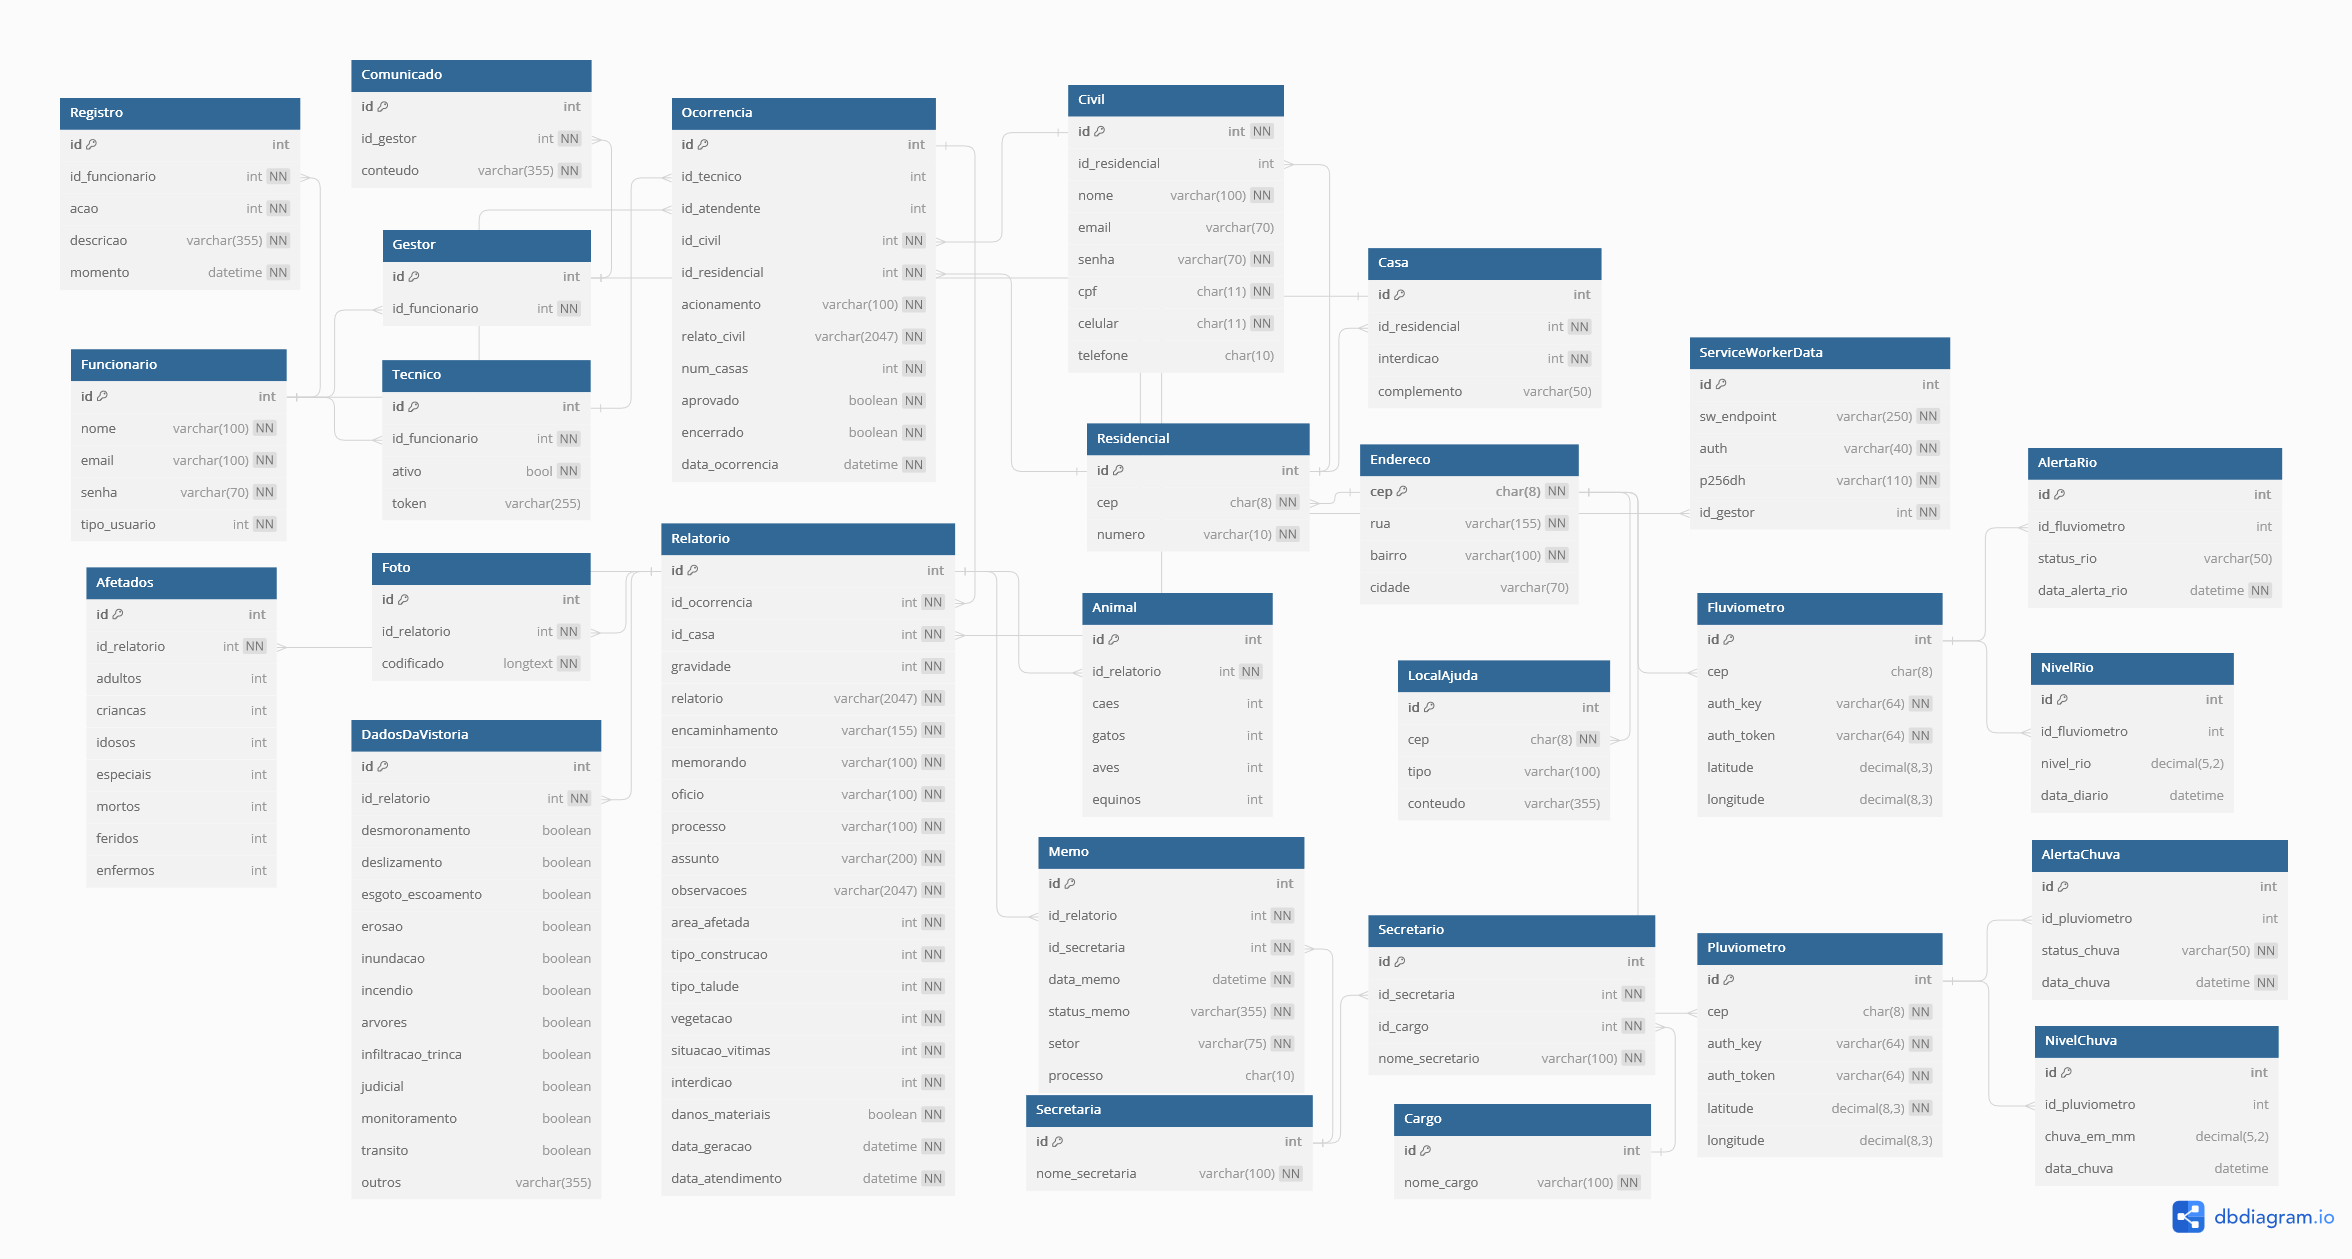 Registro
id int
id_funcionario int NN
acao int NN
descricao varchar(355) NN
momento datetime NN
Funcionario
id int
nome varchar(100) NN
email varchar(100) NN
senha varchar(70) NN
tipo_usuario int NN
Afetados
id int
id_relatorio int NN
adultos int
criancas int
idosos int
especiais int
mortos int
feridos int
enfermos int
Comunicado
id int
id_gestor int NN
conteudo varchar(355) NN
Gestor
id int
id_funcionario int NN
Tecnico
id int
id_funcionario int NN
ativo bool NN
token varchar(255)
Foto
id int
id_relatorio int NN
codificado longtext NN
DadosDaVistoria
id int
id_relatorio int NN
desmoronamento boolean
deslizamento boolean
esgoto_escoamento boolean
erosao boolean
inundacao boolean
incendio boolean
arvores boolean
infiltracao_trinca boolean
judicial boolean
monitoramento boolean
transito boolean
outros varchar(355)
Ocorrencia
id int
id_tecnico int
id_atendente int
id_civil int NN
id_residencial int NN
acionamento varchar(100) NN
relato_civil varchar(2047) NN
num_casas int NN
aprovado boolean NN
encerrado boolean NN
data_ocorrencia datetime NN
Relatorio
id int
id_ocorrencia int NN
id_casa int NN
gravidade int NN
relatorio varchar(2047) NN
encaminhamento varchar(155) NN
memorando varchar(100) NN
oficio varchar(100) NN
processo varchar(100) NN
assunto varchar(200) NN
observacoes varchar(2047) NN
area_afetada int NN
tipo_construcao int NN
tipo_talude int NN
vegetacao int NN
situacao_vitimas int NN
interdicao int NN
danos_materiais boolean NN
data_geracao datetime NN
data_atendimento datetime NN
Civil
id int NN
id_residencial int
nome varchar(100) NN
email varchar(70)
senha varchar(70) NN
cpf char(11) NN
celular char(11) NN
telefone char(10)
Residencial
id int
cep char(8) NN
numero varchar(10) NN
Animal
id int
id_relatorio int NN
caes int
gatos int
aves int
equinos int
Memo
id int
id_relatorio int NN
id_secretaria int NN
data_memo datetime NN
status_memo varchar(355) NN
setor varchar(75) NN
processo char(10)
Secretaria
id int
nome_secretaria varchar(100) NN
Casa
id int
id_residencial int NN
interdicao int NN
complemento varchar(50)
Endereco
cep char(8) NN
rua varchar(155) NN
bairro varchar(100) NN
cidade varchar(70)
LocalAjuda
id int
cep char(8) NN
tipo varchar(100)
conteudo varchar(355)
Secretario
id int
id_secretaria int NN
id_cargo int NN
nome_secretario varchar(100) NN
Cargo
id int
nome_cargo varchar(100) NN
ServiceWorkerData
id int
sw_endpoint varchar(250) NN
auth varchar(40) NN
p256dh varchar(110) NN
id_gestor int NN
Fluviometro
id int
cep char(8)
auth_key varchar(64) NN
auth_token varchar(64) NN
latitude decimal(8,3)
longitude decimal(8,3)
Pluviometro
id int
cep char(8) NN
auth_key varchar(64) NN
auth_token varchar(64) NN
latitude decimal(8,3) NN
longitude decimal(8,3)
AlertaRio
id int
id_fluviometro int
status_rio varchar(50)
data_alerta_rio datetime NN
NivelRio
id int
id_fluviometro int
nivel_rio decimal(5,2)
data_diario datetime
AlertaChuva
id int
id_pluviometro int
status_chuva varchar(50) NN
data_chuva datetime NN
NivelChuva
id int
id_pluviometro int
chuva_em_mm decimal(5,2)
data_chuva datetime
dbdiagram.io